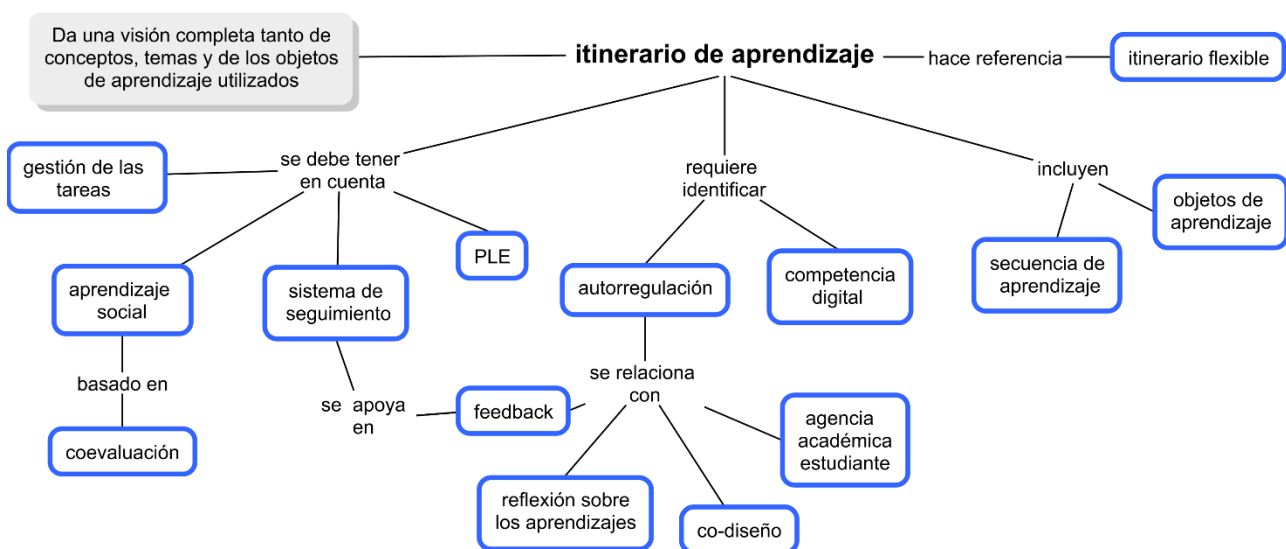 Da una visión completa tanto de
conceptos, temas y de los objetos
de aprendizaje utilizados
itinerario de aprendizaje
hace referencia
itinerario flexible
gestión de las
tareas
se debe tener
en cuenta
requiere
identificar
incluyen
objetos de
aprendizaje
PLE
aprendizaje
social
sistema de
seguimiento
autorregulación
competencia
digital
secuencia de
aprendizaje
basado en
se apoya
en
feedback
se relaciona
con
agencia
académica
estudiante
coevaluación
reflexión sobre
los aprendizajes
co-diseño